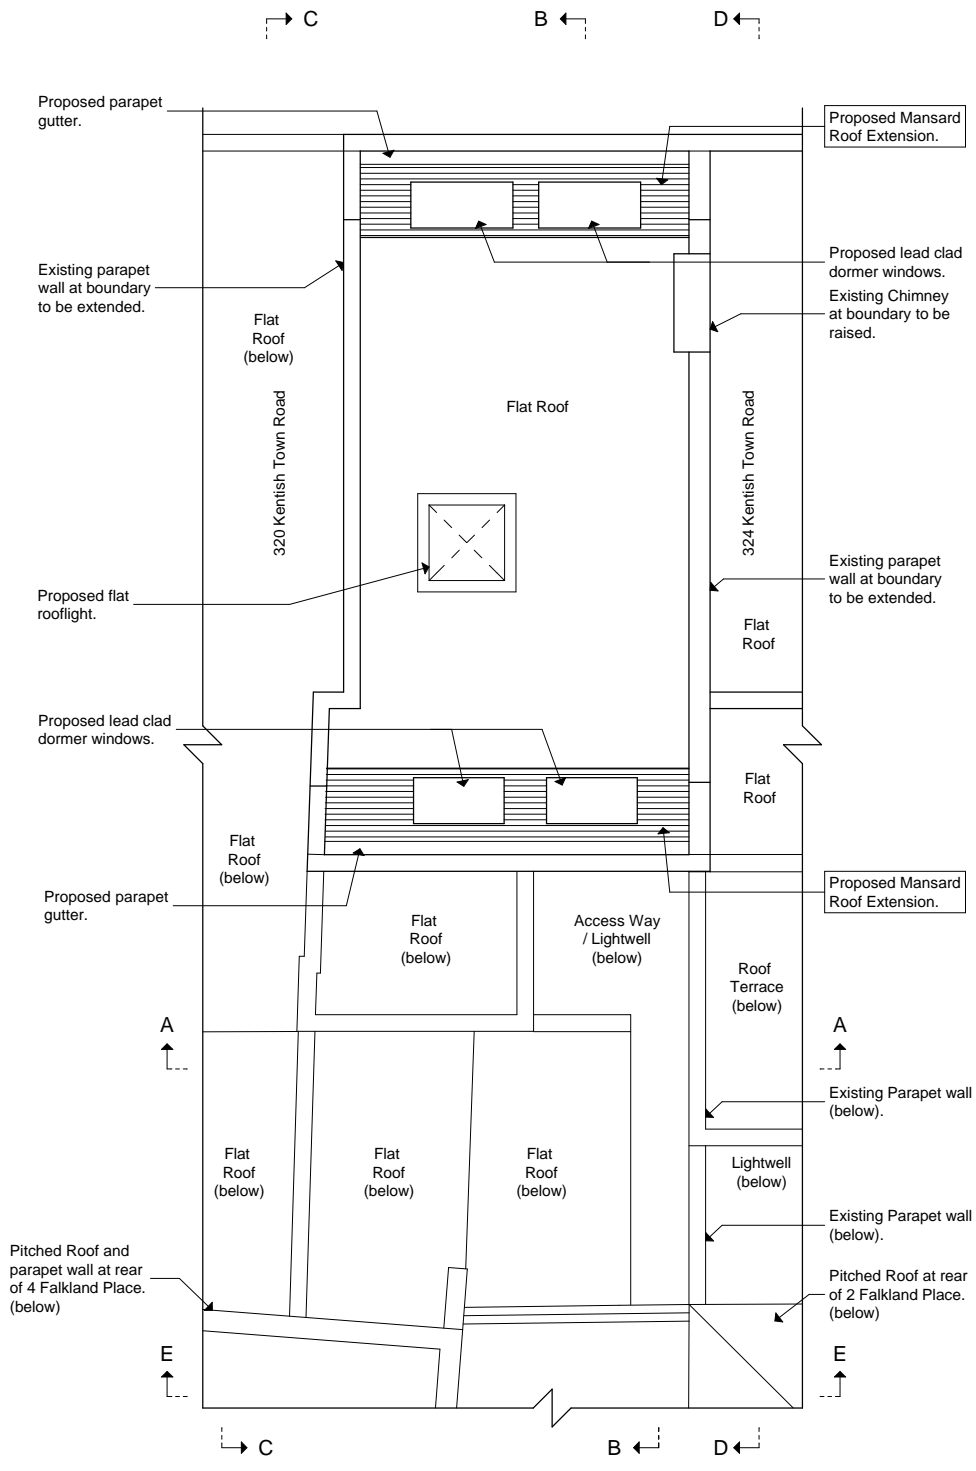 C
B
D
Proposed parapet
gutter.
Proposed Mansard
Roof Extension.
Existing parapet
wall at boundary
to be extended.
Proposed lead clad
dormer windows.
Existing Chimney
at boundary to be
raised.
Flat
Roof
(below)
Flat Roof
320 Kentish Town Road
324 Kentish Town Road
Proposed flat
rooflight.
Existing parapet
wall at boundary
to be extended.
Flat
Roof
Proposed lead clad
dormer windows.
Flat
Roof
Flat
Roof
(below)
Proposed parapet
gutter.
Proposed Mansard
Roof Extension.
Flat
Roof
(below)
Access Way
/ Lightwell
(below)
Roof
Terrace
(below)
A
A
Existing Parapet wall
(below).
Flat
Roof
(below)
Flat
Roof
(below)
Flat
Roof
(below)
Lightwell
(below)
Existing Parapet wall
(below).
Pitched Roof and
parapet wall at rear
of 4 Falkland Place.
(below)
Pitched Roof at rear
of 2 Falkland Place.
(below)
E
E
C
B
D